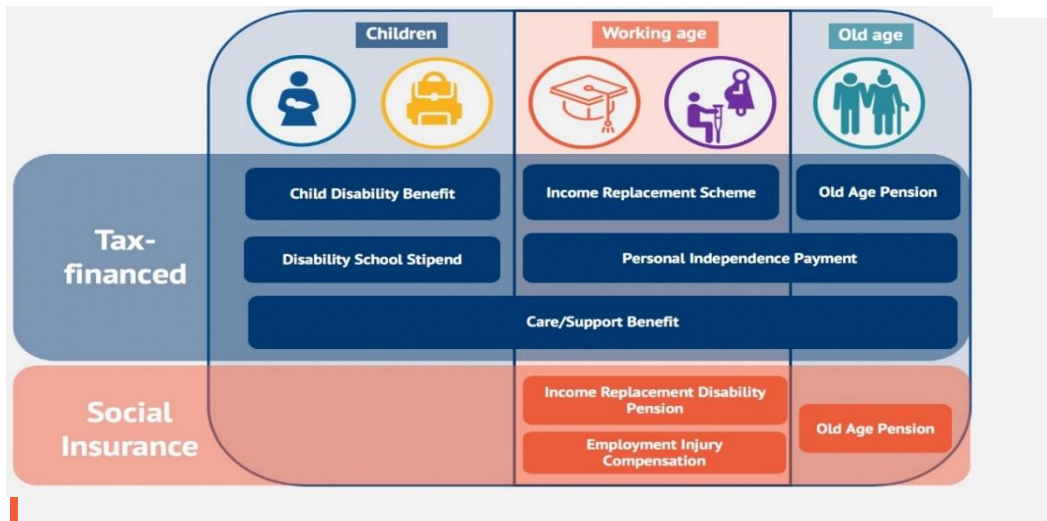 Children
Working age
Old age
Tax-
financed
Child Disability Benefit
Income Replacement Scheme
Old Age Pension
Disability School Stipend
Personal Independence Payment
Care/Support Benefit
Social
Insurance
Income Replacement Disability
Pension
Employment Injury
Compensation
Old Age Pension